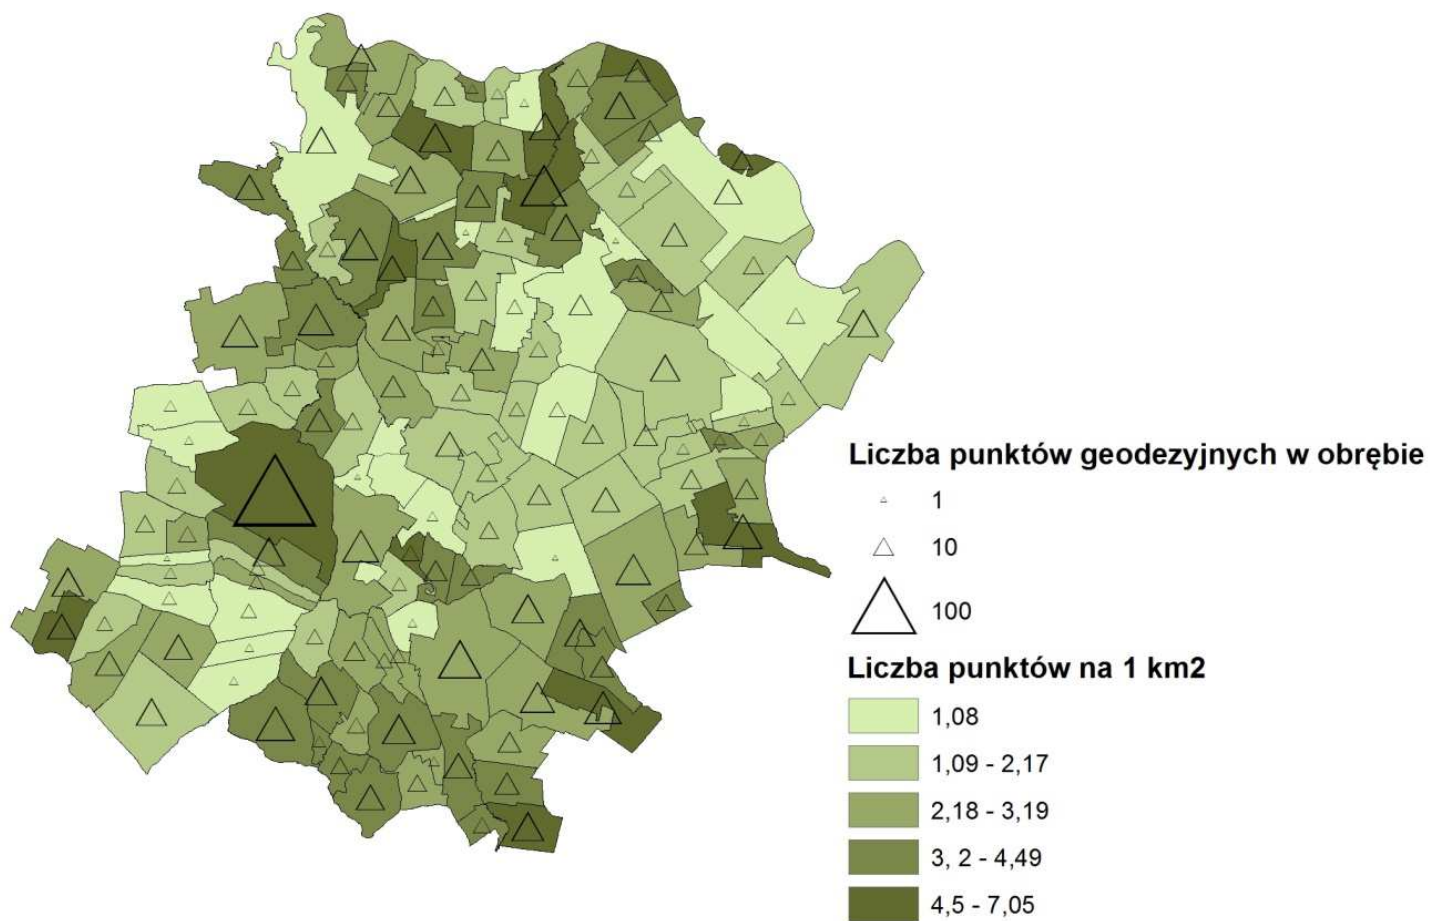 Liczba punktów geodezyjnych w obrębie
1
10
100
Liczba punktów na 1 km2
1,08
1,09 - 2,17
2,18 - 3,19
3, 2 - 4,49
4,5 - 7,05